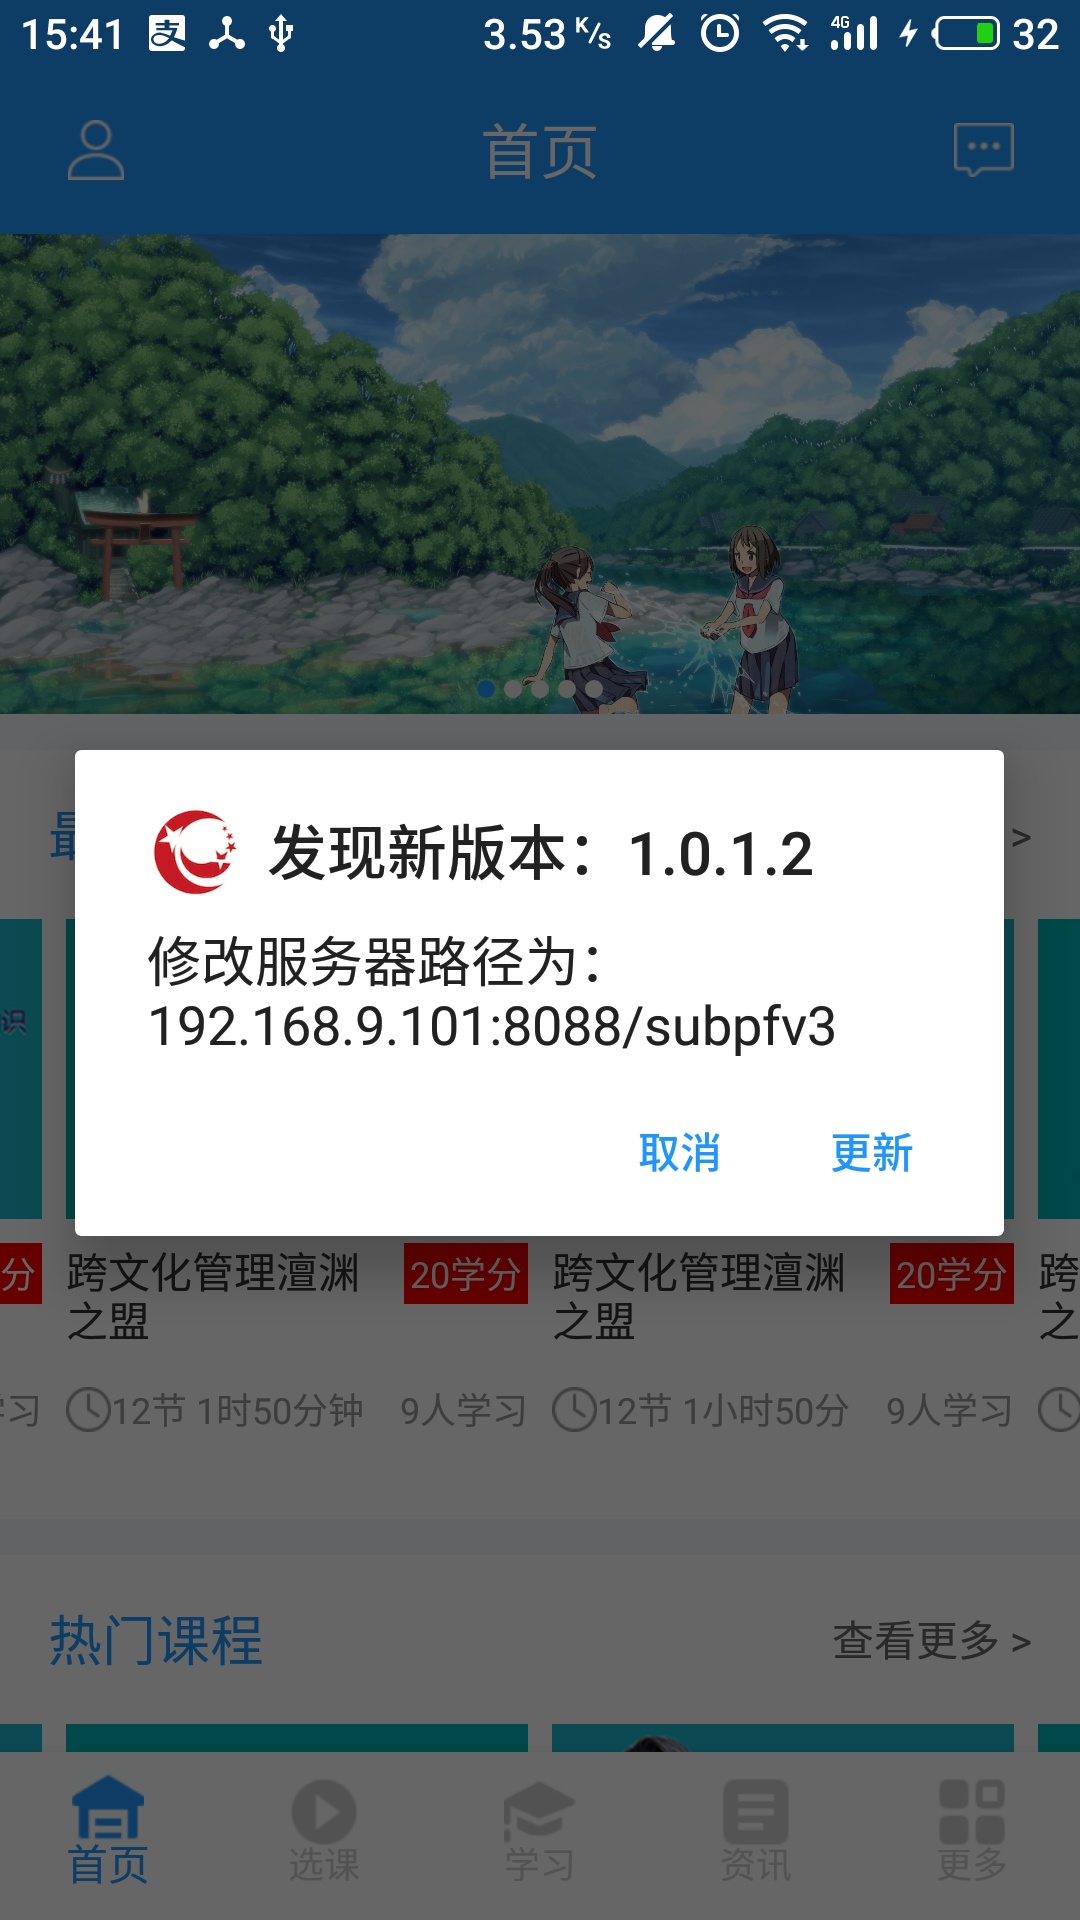 15:41 支 3.53 K/s 4G 32
首页
最 >
识
发现新版本：1.0.1.2
修改服务器路径为：
192.168.9.101:8088/subpfv3
取消 更新
分 跨文化管理澶渊 20学分 跨文化管理澶渊 20学分 跨
之盟 之盟 之
学习 12节 1时50分钟 9人学习 12节 1小时50分 9人学习
热门课程 查看更多 >
首页 选课 学习 资讯 更多